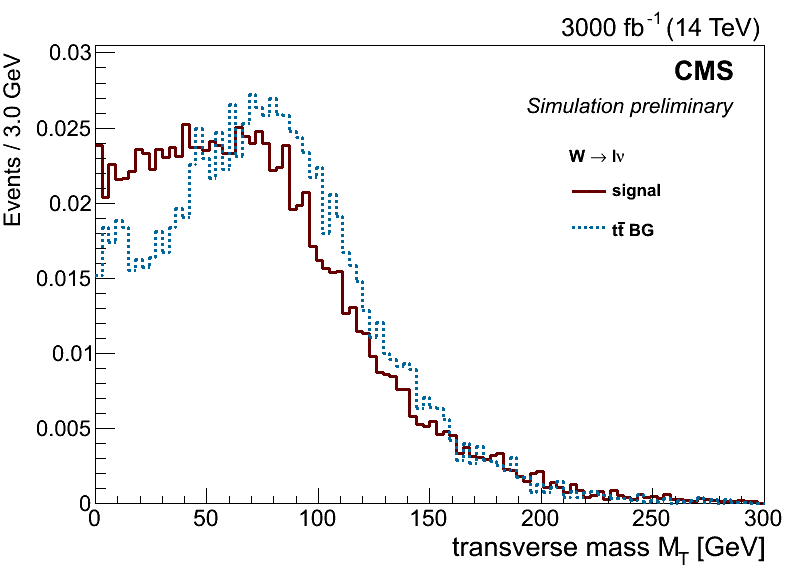 3000 fb⁻¹ (14 TeV)
CMS
Simulation preliminary
W → lν
signal
tt̄ BG
Events / 3.0 GeV
0.03
0.025
0.02
0.015
0.01
0.005
0
0 50 100 150 200 250 300
transverse mass M_T [GeV]